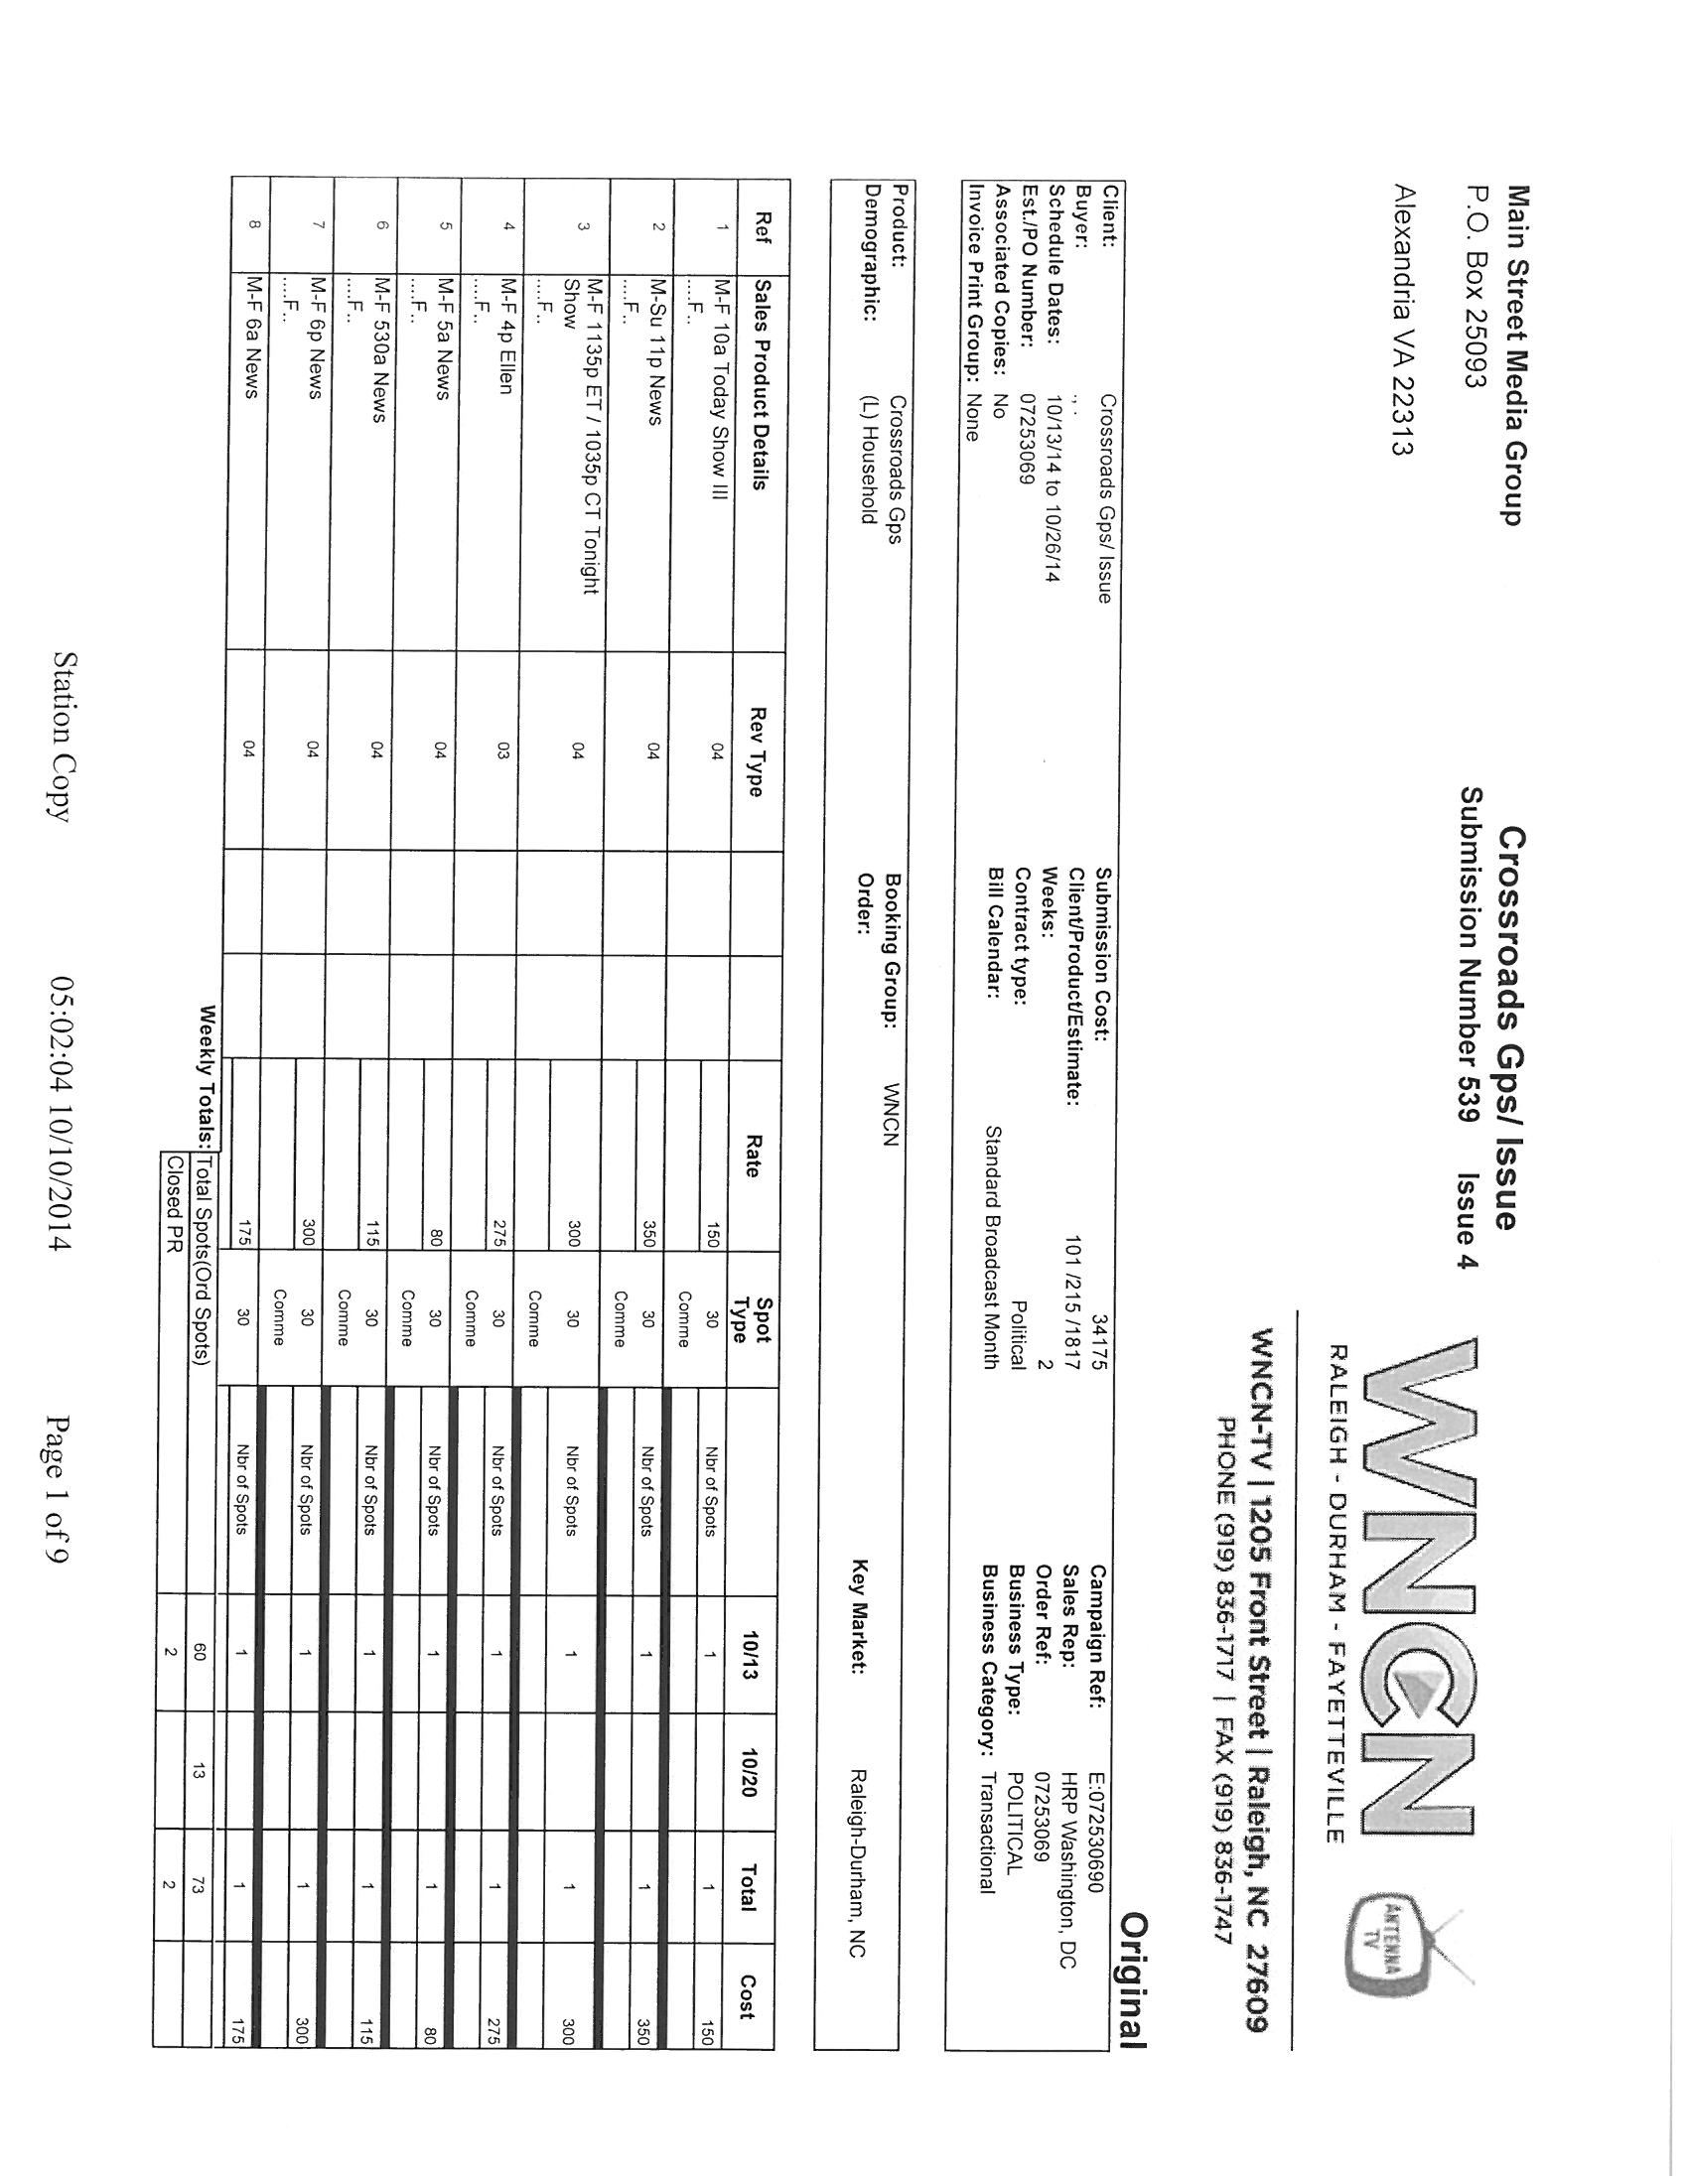 Main Street Media Group
P.O. Box 25093
Alexandria VA 22313
Crossroads Gps/ Issue
Submission Number 539 Issue 4
WNCN
RALEIGH - DURHAM - FAYETTEVILLE
ANTENNA
TV
WNCN-TV | 1205 Front Street | Raleigh, NC 27609
PHONE (919) 836-1717 | FAX (919) 836-1747
Original
Client: Crossroads Gps/ Issue Submission Cost: 34175 Campaign Ref: E:072530690
Buyer: , . Client/Product/Estimate: 101 /215 /1817 Sales Rep: HRP Washington, DC
Schedule Dates: 10/13/14 to 10/26/14 Weeks: 2 Order Ref: 07253069
Est./PO Number: 07253069 Contract type: Political Business Type: POLITICAL
Associated Copies: No Bill Calendar: Standard Broadcast Month Business Category: Transactional
Invoice Print Group: None
Product: Crossroads Gps Booking Group: WNCN
Demographic: (L) Household Order: Key Market: Raleigh-Durham, NC
Ref Sales Product Details Rev Type Rate Spot Type 10/13 10/20 Total Cost
1 M-F 10a Today Show III 04 150 30 Nbr of Spots 1 1 150
....F.. Comme
2 M-Su 11p News 04 350 30 Nbr of Spots 1 1 350
....F.. Comme
3 M-F 1135p ET / 1035p CT Tonight
Show 04 300 30 Nbr of Spots 1 1 300
....F.. Comme
4 M-F 4p Ellen 03 275 30 Nbr of Spots 1 1 275
....F.. Comme
5 M-F 5a News 04 80 30 Nbr of Spots 1 1 80
....F.. Comme
6 M-F 530a News 04 115 30 Nbr of Spots 1 1 115
....F.. Comme
7 M-F 6p News 04 300 30 Nbr of Spots 1 1 300
....F.. Comme
8 M-F 6a News 04 175 30 Nbr of Spots 1 1 175
Weekly Totals: Total Spots(Ord Spots) 60 13 73
Closed PR 2 2
Station Copy 05:02:04 10/10/2014 Page 1 of 9